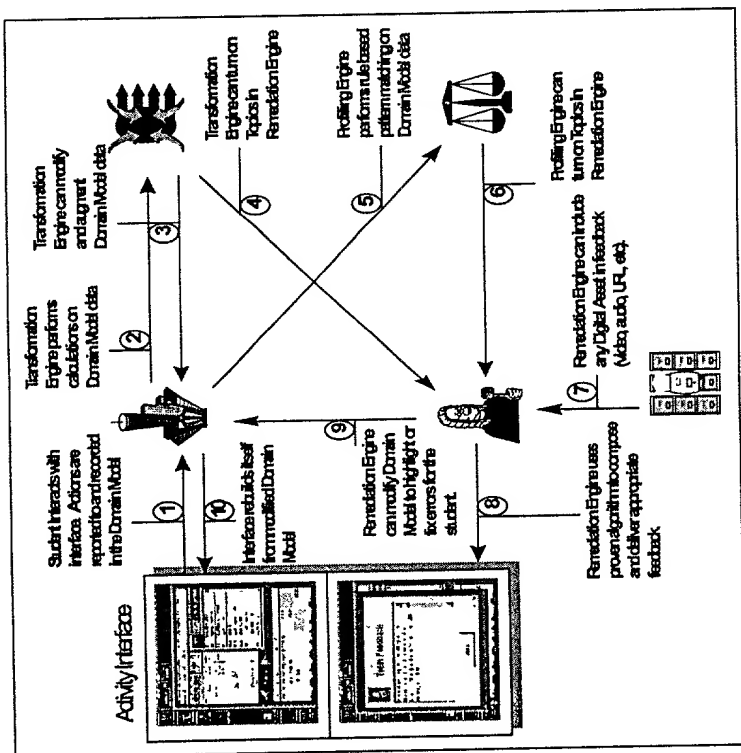 Activity Interface
Student Interacts with
interface. Actions are
reported to and recorded
in the Domain Model
1
Transformation
Engine performs
calculations on
Domain Model data
2
Transformation
Engine can modify
and augment
Domain Model data
3
Transformation
Engine can turn on
Topics in
Remediation Engine
4
Profiling Engine
performs rule based
pattern matching on
Domain Model data
5
Profiling Engine can
turn on Topics in
Remediation Engine
6
Remediation Engine can include
any Digital Asset in feedback
(Video, audio, URL, etc).
7
Remediation Engine uses
proven algorithm to compose
and deliver appropriate
feedback
8
Remediation Engine
can modify Domain
Model to highlight or
fix errors for the
student.
9
Interface rebuilds itself
from modified Domain
Model
10
Team Feedback